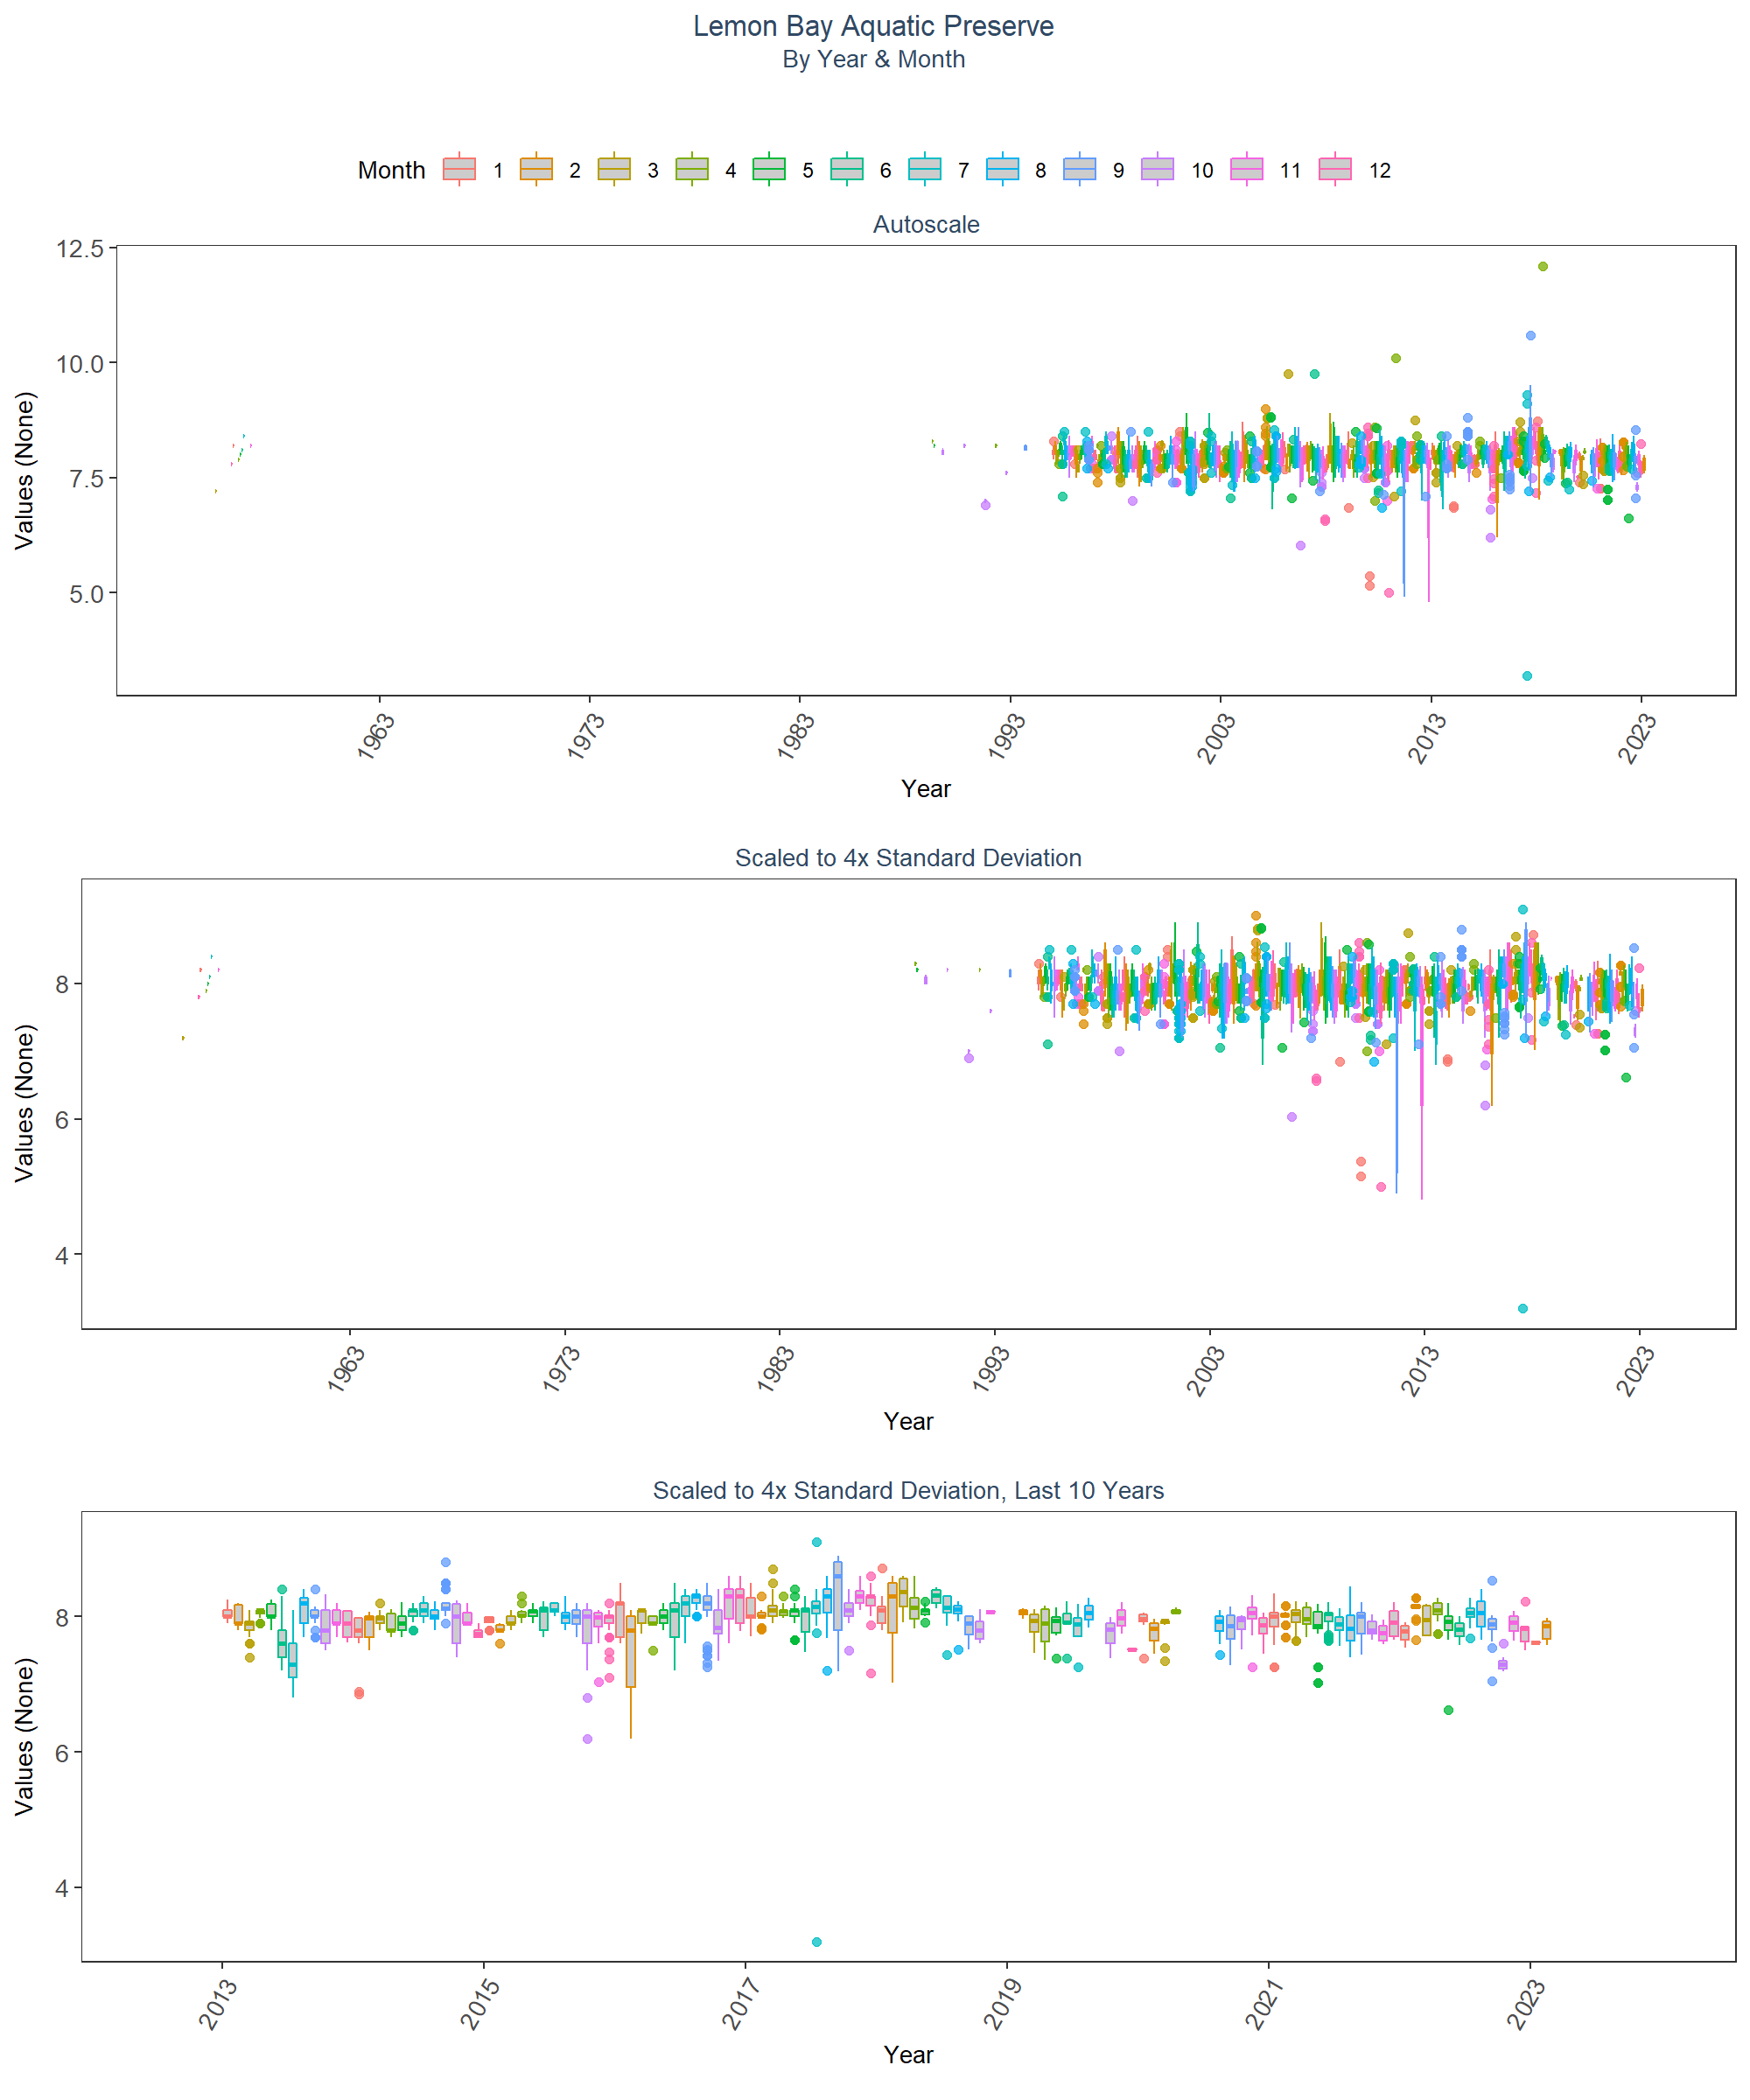 Lemon Bay Aquatic Preserve
By Year & Month
Month 1 2 3 4 5 6 7 8 9 10 11 12
Autoscale
12.5
10.0
7.5
5.0
Values (None)
1963 1973 1983 1993 2003 2013 2023
Year
Scaled to 4x Standard Deviation
8
6
4
Values (None)
1963 1973 1983 1993 2003 2013 2023
Year
Scaled to 4x Standard Deviation, Last 10 Years
8
6
4
Values (None)
2013 2015 2017 2019 2021 2023
Year